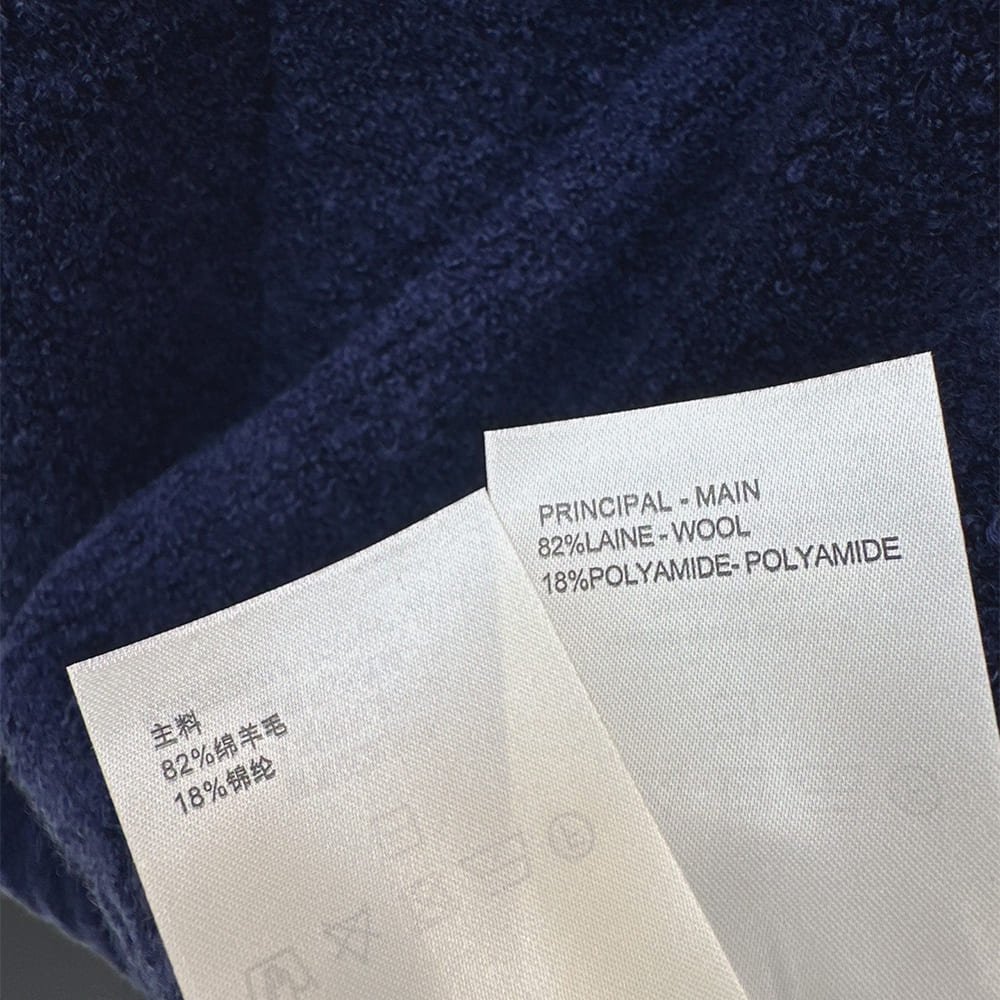 主料
82%绵羊毛
18%锦纶
PRINCIPAL - MAIN
82%LAINE - WOOL
18%POLYAMIDE- POLYAMIDE